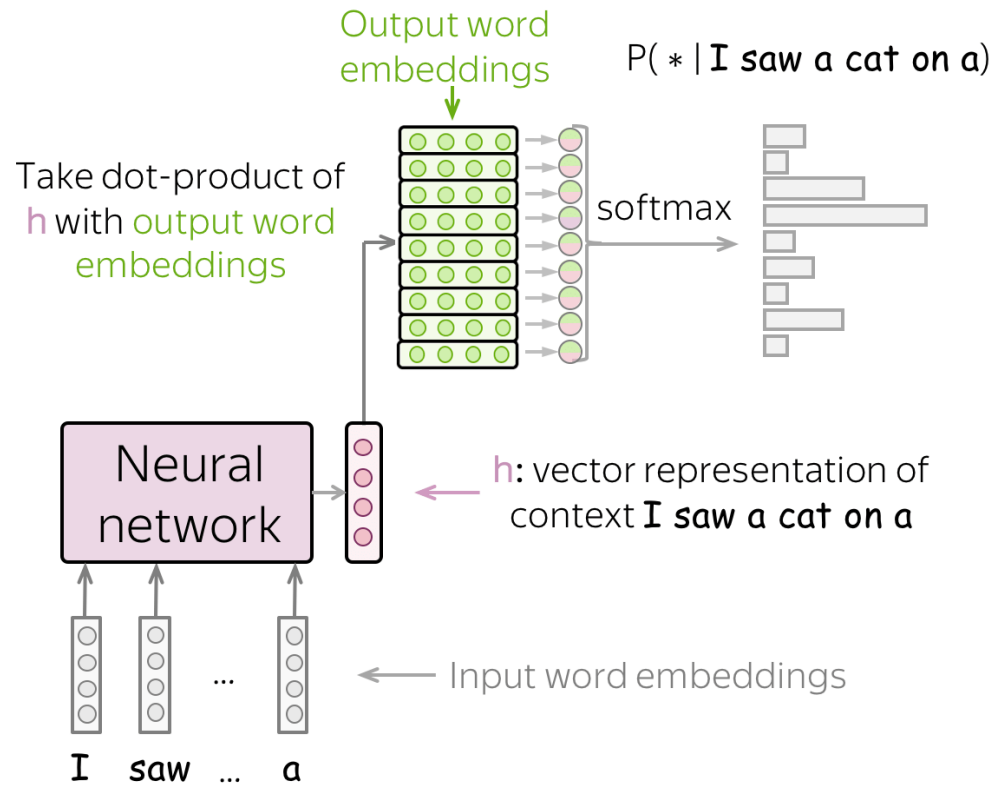 Output word
embeddings
P( * | I saw a cat on a)
Take dot-product of
h with output word
embeddings
softmax
Neural
network
h: vector representation of
context I saw a cat on a
...
Input word embeddings
I saw ... a